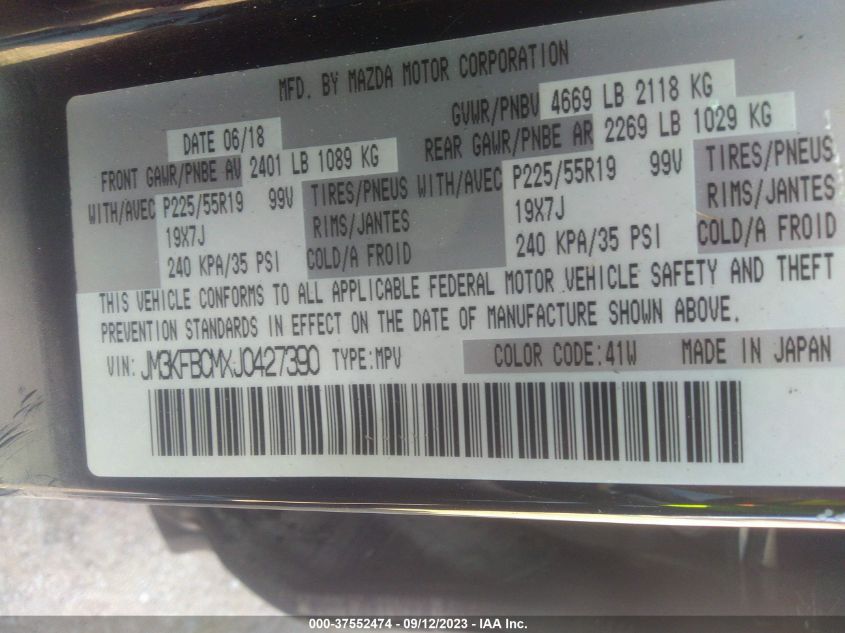 MFD. BY MAZDA MOTOR CORPORATION
DATE 06/18 GVWR/PNBV 4669 LB 2118 KG
FRONT GAWR/PNBE AV 2401 LB 1089 KG REAR GAWR/PNBE AR 2269 LB 1029 KG
WITH/AVEC P225/55R19 99V TIRES/PNEUS WITH/AVEC P225/55R19 99V TIRES/PNEUS
19X7J RIMS/JANTES 19X7J RIMS/JANTES
240 KPA/35 PSI COLD/A FROID 240 KPA/35 PSI COLD/A FROID
THIS VEHICLE CONFORMS TO ALL APPLICABLE FEDERAL MOTOR VEHICLE SAFETY AND THEFT
PREVENTION STANDARDS IN EFFECT ON THE DATE OF MANUFACTURE SHOWN ABOVE.
VIN: JM3KFBCMXJ0427390 TYPE:MPV COLOR CODE:41W MADE IN JAPAN
000-37552474 - 09/12/2023 - IAA Inc.